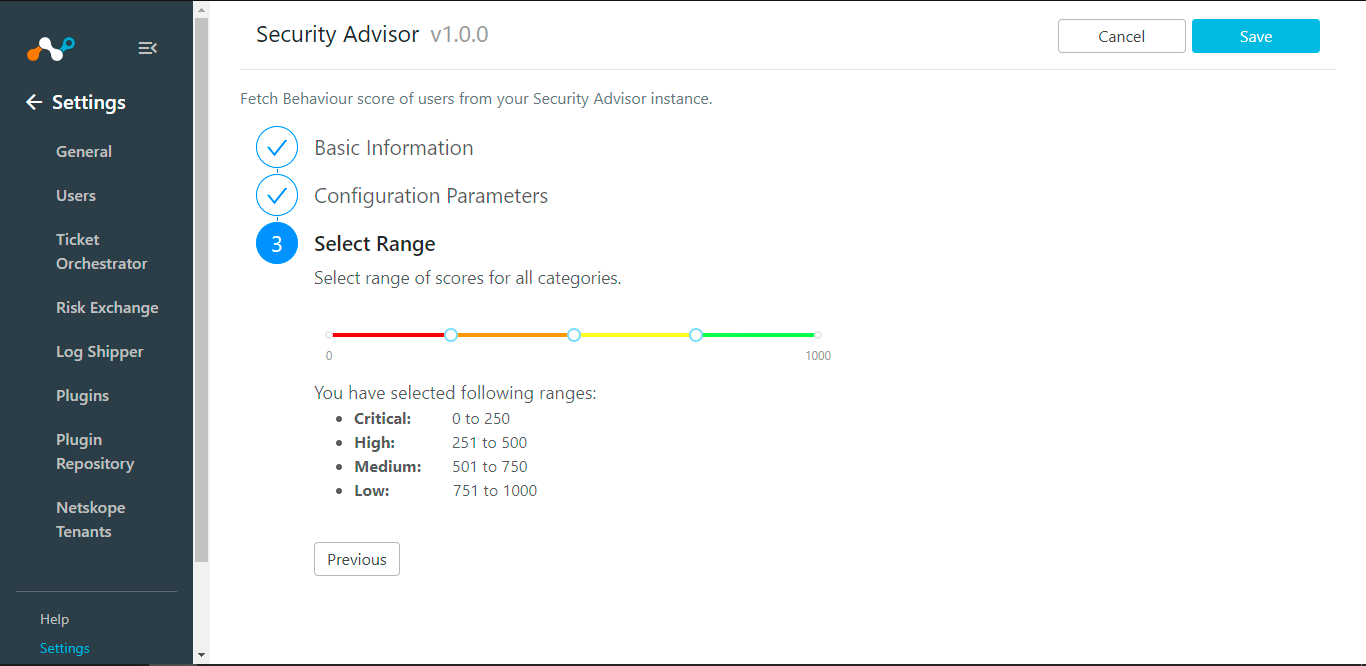 Settings
General
Users
Ticket
Orchestrator
Risk Exchange
Log Shipper
Plugins
Plugin
Repository
Netskope
Tenants
Help
Settings
Security Advisor v1.0.0
Cancel
Save
Fetch Behaviour score of users from your Security Advisor instance.
Basic Information
Configuration Parameters
3 Select Range
Select range of scores for all categories.
0 1000
You have selected following ranges:
• Critical: 0 to 250
• High: 251 to 500
• Medium: 501 to 750
• Low: 751 to 1000
Previous